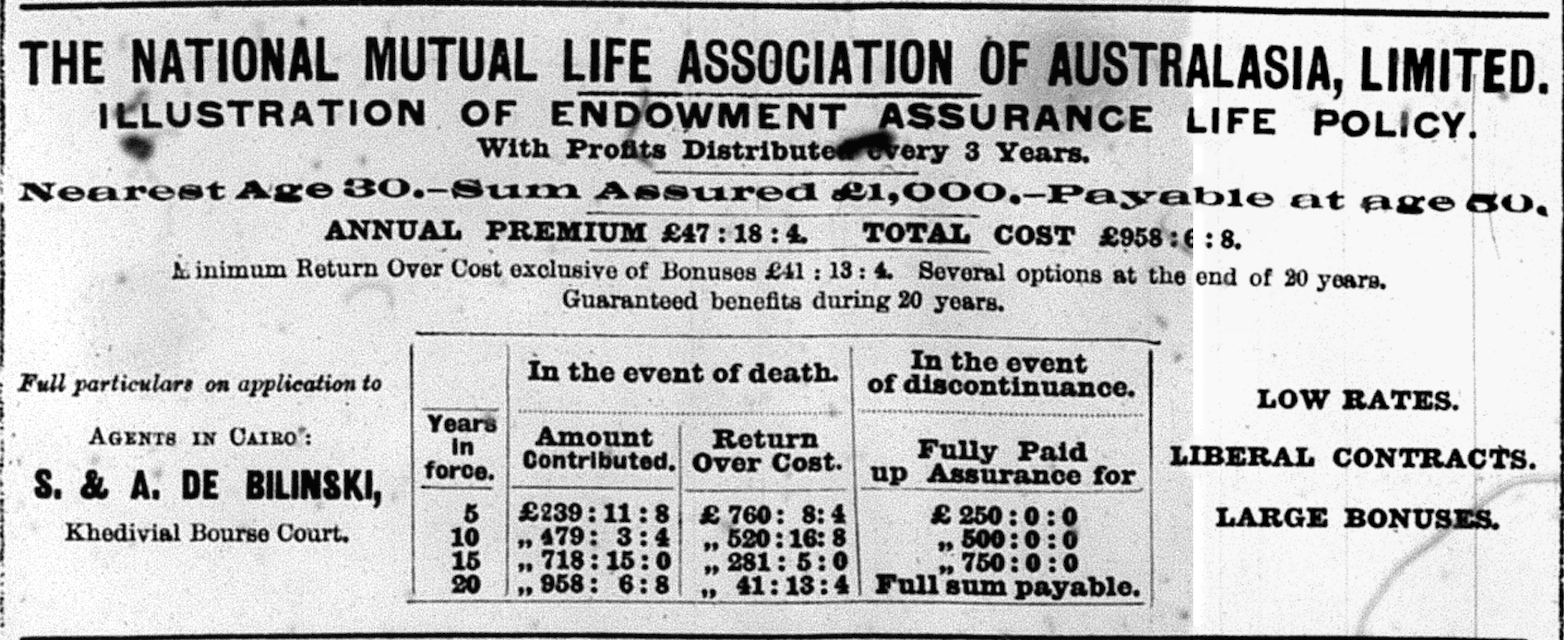 THE NATIONAL MUTUAL LIFE ASSOCIATION OF AUSTRALASIA, LIMITED.
ILLUSTRATION OF ENDOWMENT ASSURANCE LIFE POLICY.
With Profits Distributed every 3 Years.
Nearest Age 30.—Sum Assured £1,000.—Payable at age 50.
ANNUAL PREMIUM £47:18:4. TOTAL COST £958:6:8.
Minimum Return Over Cost exclusive of Bonuses £41:13:4. Several options at the end of 20 years.
Guaranteed benefits during 20 years.
Full particulars on application to
AGENTS IN CAIRO:
S. & A. DE BILINSKI,
Khedivial Bourse Court.
In the event of death. In the event
of discontinuance.
Years
in
force.
Amount
Contributed.
Return
Over Cost.
Fully Paid
up Assurance for
5 £239:11:8 £ 760: 8:4 £ 250:0:0
10 „ 479: 3:4 „ 520:16:8 „ 500:0:0
15 „ 718:15:0 „ 281: 5:0 „ 750:0:0
20 „ 958: 6:8 „ 41:13:4 Full sum payable.
LOW RATES.
LIBERAL CONTRACTS.
LARGE BONUSES.